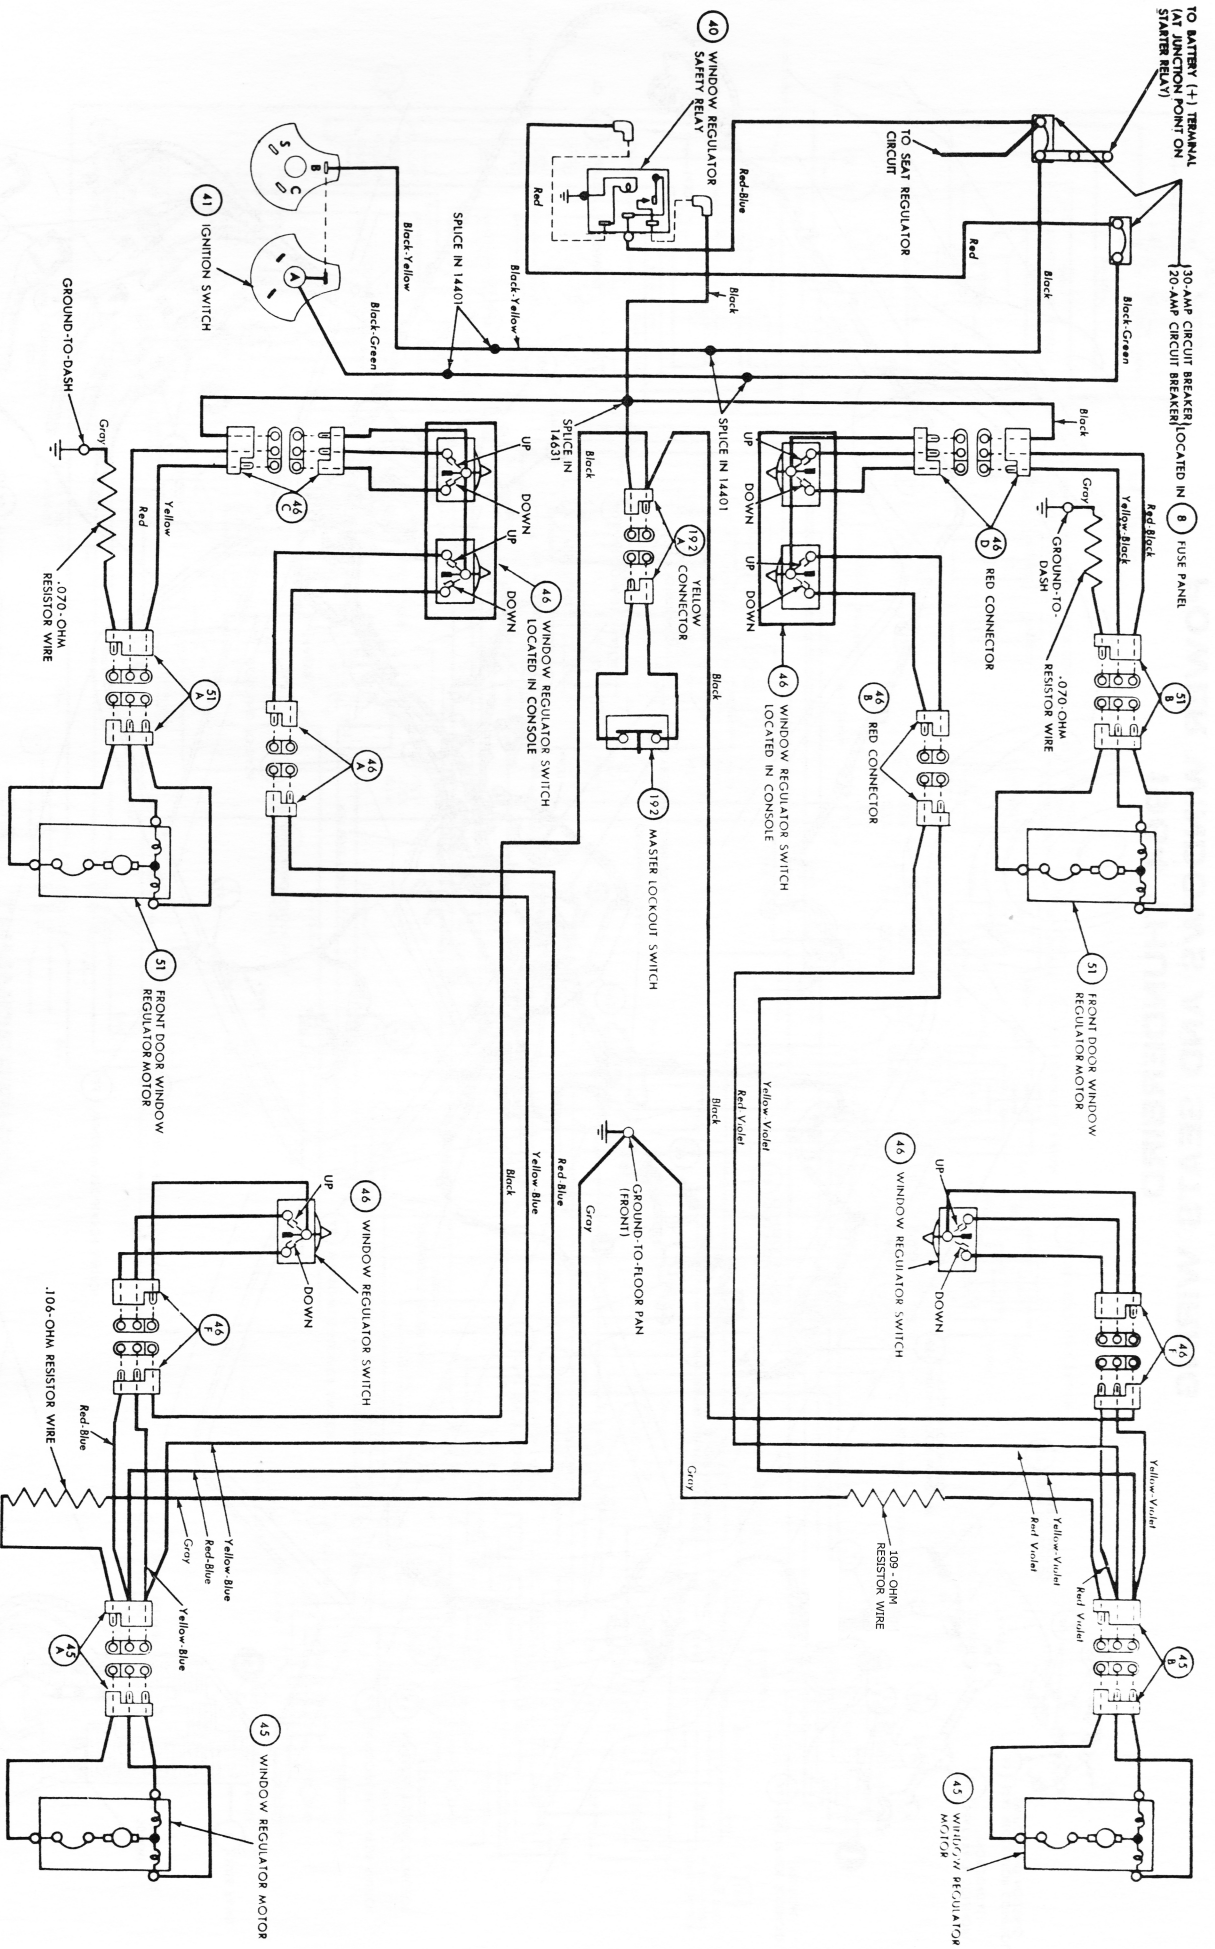 TO BATTERY (+) TERMINAL
(AT JUNCTION POINT ON
STARTER RELAY)
30-AMP CIRCUIT BREAKER
20-AMP CIRCUIT BREAKER
LOCATED IN 8 FUSE PANEL
TO SEAT REGULATOR
CIRCUIT
40 WINDOW REGULATOR
SAFETY RELAY
Red-Blue
Red
Red
Black
Black-Green
Black
Black-Yellow
S
B
C
A
41 IGNITION SWITCH
Black-Yellow
Black-Green
SPLICE IN 14401
SPLICE IN 14401
SPLICE IN
14631
Black
Black
Black
GROUND-TO-DASH
Gray
Red
Yellow
.070-OHM
RESISTOR WIRE
46
C
UP
DOWN
UP
DOWN
46 WINDOW REGULATOR SWITCH
LOCATED IN CONSOLE
192
A
YELLOW
CONNECTOR
192 MASTER LOCKOUT SWITCH
UP
DOWN
UP
DOWN
46 WINDOW REGULATOR SWITCH
LOCATED IN CONSOLE
46
D
RED CONNECTOR
46
B
RED CONNECTOR
Gray
Yellow-Black
Red-Black
GROUND-TO-
DASH
.070-OHM
RESISTOR WIRE
51
B
51
A
46
A
51 FRONT DOOR WINDOW
REGULATOR MOTOR
51 FRONT DOOR WINDOW
REGULATOR MOTOR
Black
Red-Violet
Yellow-Violet
Black
Yellow-Blue
Red-Blue
Gray
GROUND-TO-FLOOR PAN
(FRONT)
UP
DOWN
46 WINDOW REGULATOR SWITCH
UP
DOWN
46 WINDOW REGULATOR SWITCH
46
F
46
F
.106-OHM RESISTOR WIRE
Red-Blue
Gray
Red-Blue
Yellow-Blue
Yellow-Blue
Gray
109 - OHM
RESISTOR WIRE
Red Violet
Yellow-Violet
Red Violet
Yellow-Violet
45
A
45
B
45 WINDOW REGULATOR MOTOR
45 WINDOW REGULATOR
MOTOR